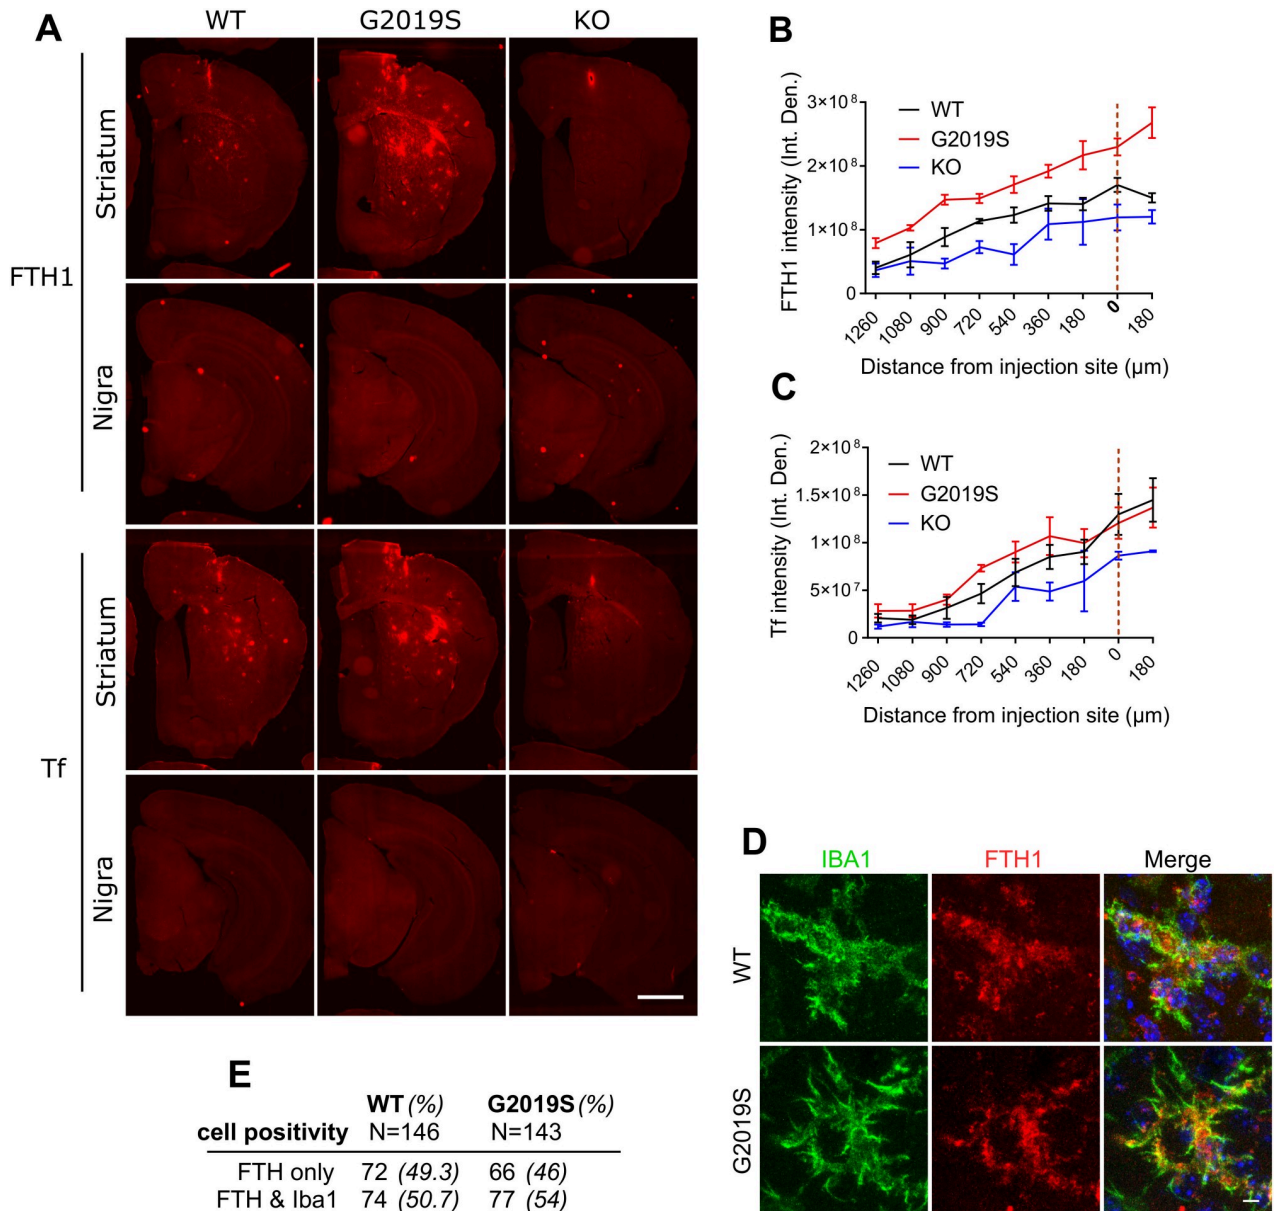 A
WT G2019S KO
FTH1
Striatum
Nigra
Tf
Striatum
Nigra
B
3×10⁸
2×10⁸
1×10⁸
0
FTH1 intensity (Int. Den.)
WT
G2019S
KO
1260 1080 900 720 540 360 180 0 180
Distance from injection site (µm)
C
2×10⁸
1.5×10⁸
1×10⁸
5×10⁷
0
Tf intensity (Int. Den.)
WT
G2019S
KO
1260 1080 900 720 540 360 180 0 180
Distance from injection site (µm)
D
IBA1 FTH1 Merge
WT
G2019S
E
WT (%) G2019S (%)
cell positivity N=146 N=143
FTH only 72 (49.3) 66 (46)
FTH & Iba1 74 (50.7) 77 (54)